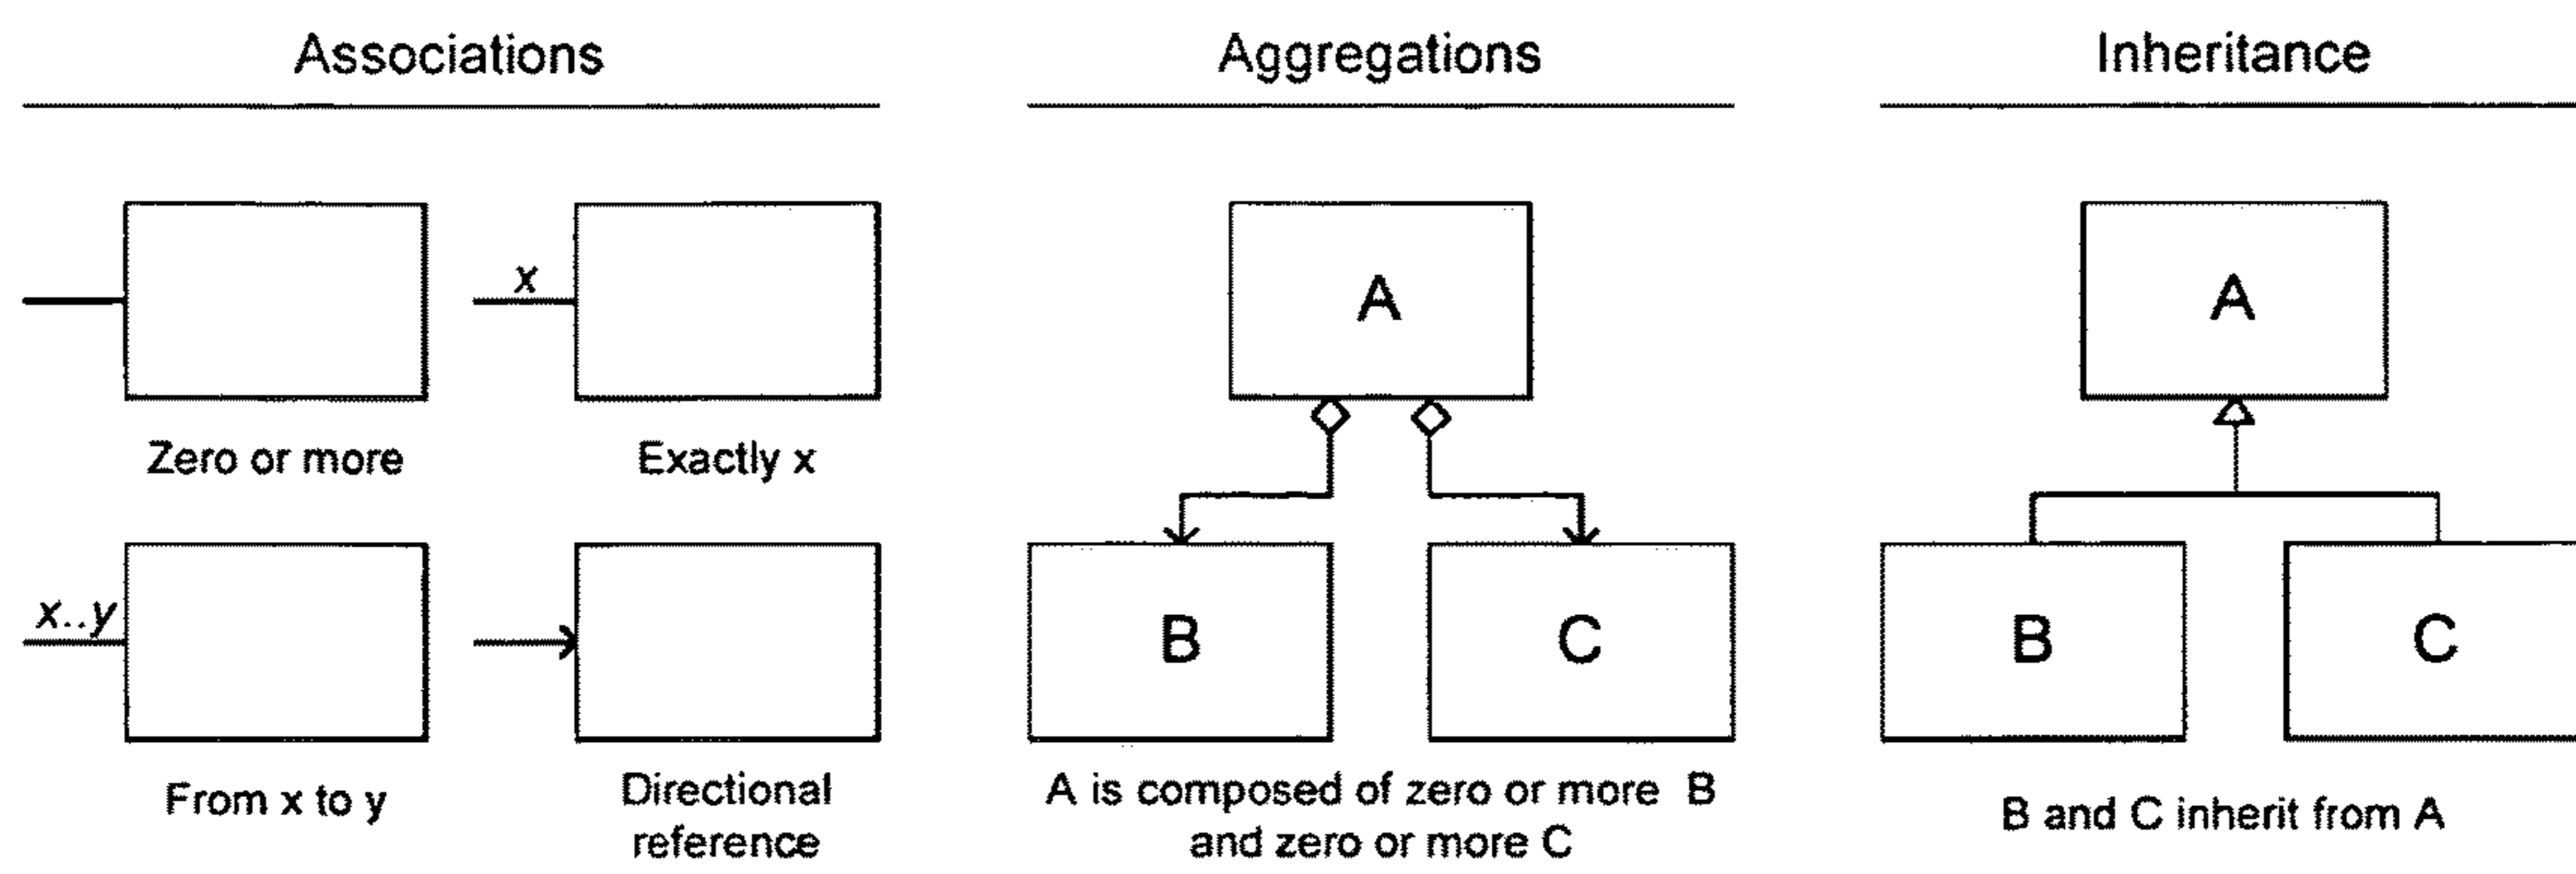 Associations
Aggregations
Inheritance
x
A
A
Zero or more
Exactly x
x..y
B
C
B
C
From x to y
Directional
reference
A is composed of zero or more B
and zero or more C
B and C inherit from A